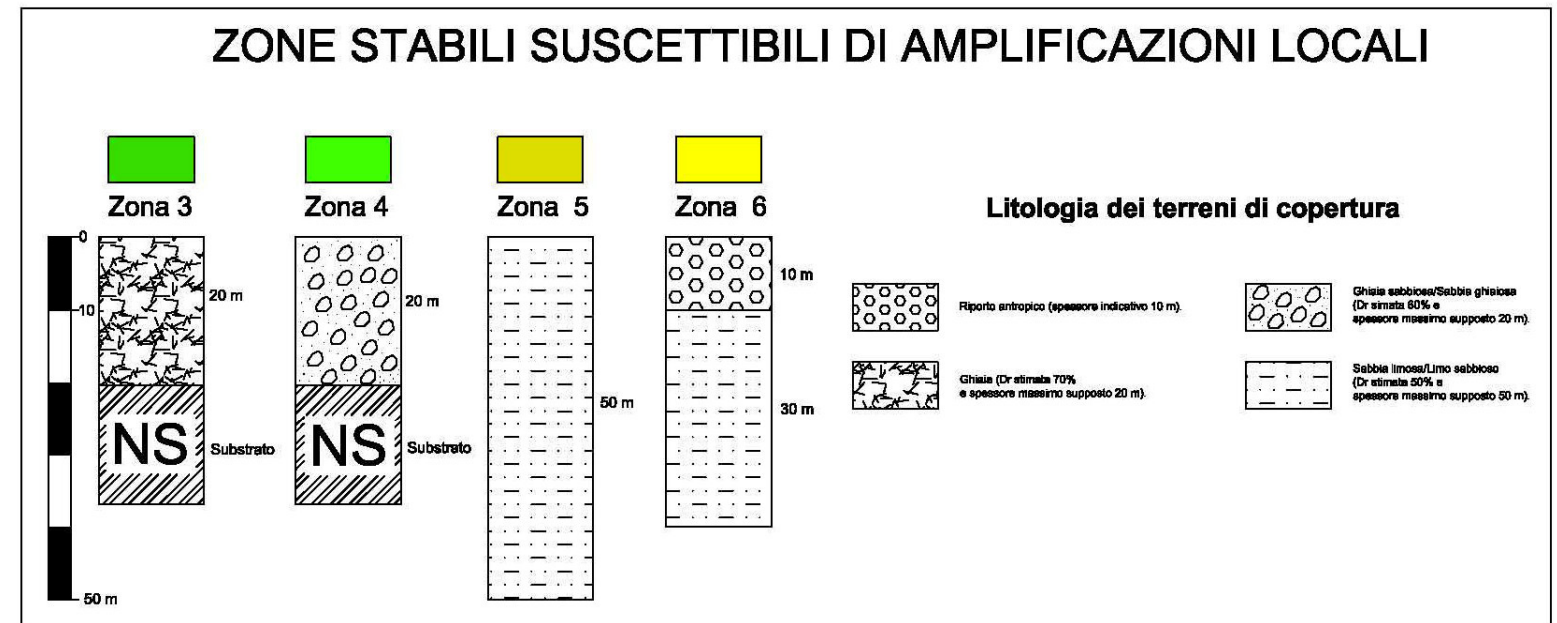 ZONE STABILI SUSCETTIBILI DI AMPLIFICAZIONI LOCALI
Zona 3
Zona 4
Zona 5
Zona 6
Litologia dei terreni di copertura
0
10
50 m
20 m
NS
Substrato
20 m
NS
Substrato
50 m
10 m
30 m
Riporto antropico (spessore indicativo 10 m).
Ghiaia (Dr stimata 70%
e spessore massimo supposto 20 m).
Ghiaia sabbiosa/Sabbia ghiaiosa
(Dr simata 60% e
spessore massimo supposto 20 m).
Sabbia limosa/Limo sabbioso
(Dr stimata 50% e
spessore massimo supposto 50 m).